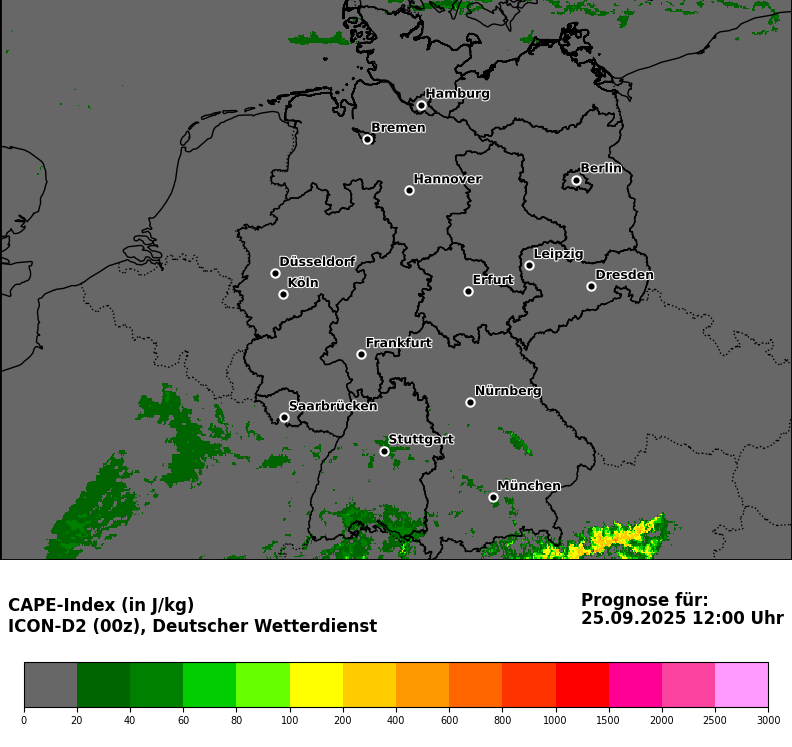 Hamburg
Bremen
Berlin
Hannover
Leipzig
Düsseldorf
Dresden
Köln
Erfurt
Frankfurt
Nürnberg
Saarbrücken
Stuttgart
München
CAPE-Index (in J/kg)
ICON-D2 (00z), Deutscher Wetterdienst
Prognose für:
25.09.2025 12:00 Uhr
0 20 40 60 80 100 200 400 600 800 1000 1500 2000 2500 3000